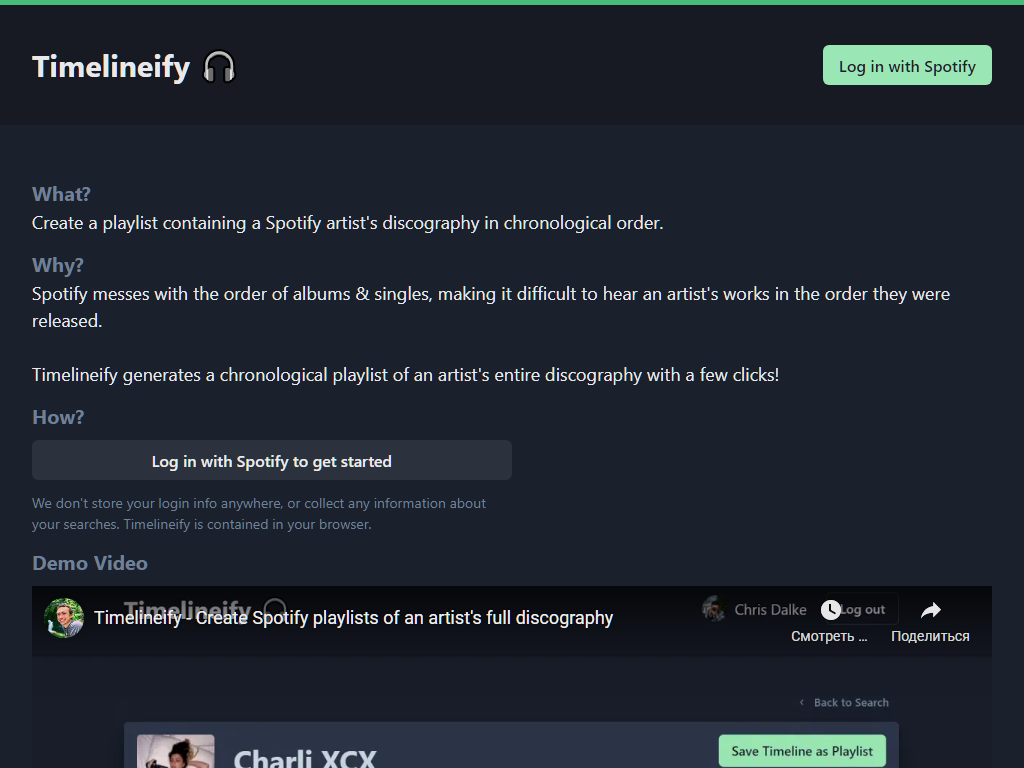 Timelineify
Log in with Spotify
What?
Create a playlist containing a Spotify artist's discography in chronological order.
Why?
Spotify messes with the order of albums & singles, making it difficult to hear an artist's works in the order they were
released.
Timelineify generates a chronological playlist of an artist's entire discography with a few clicks!
How?
Log in with Spotify to get started
We don't store your login info anywhere, or collect any information about
your searches. Timelineify is contained in your browser.
Demo Video
Timelineify
Timelineify - Create Spotify playlists of an artist's full discography
Chris Dalke
Log out
Смотреть ...
Поделиться
‹ Back to Search
Charli XCX
Save Timeline as Playlist